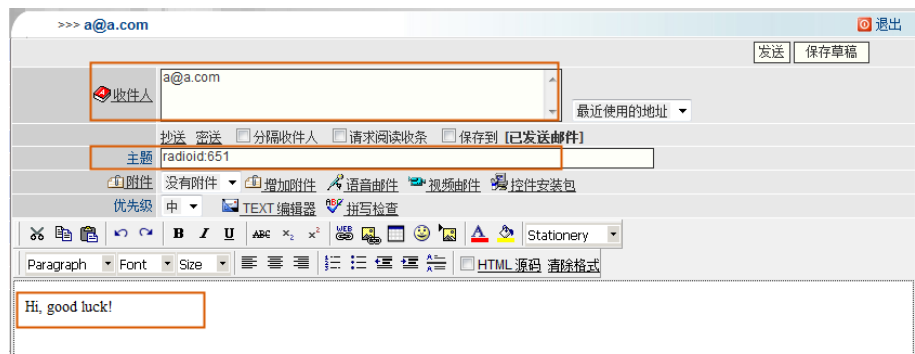 >>> a@a.com 退出
发送 保存草稿
收件人 a@a.com 最近使用的地址
抄送 密送 分隔收件人 请求阅读收条 保存到 [已发送邮件]
主题 radioid:651
附件 没有附件 增加附件 语音邮件 视频邮件 控件安装包
优先级 中 TEXT 编辑器 ABC 拼写检查
B I U ABC ×₂ ×² WEB A Stationery
Paragraph Font Size HTML 源码 清除格式
Hi, good luck!